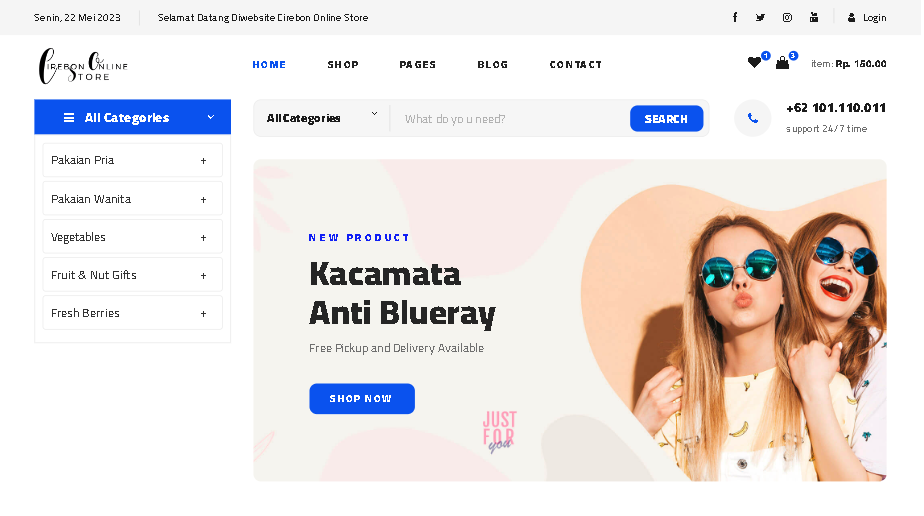 Senin, 22 Mei 2023
Selamat Datang Diwebsite Cirebon Online Store
Login
Cirebon Online
Store
HOME
SHOP
PAGES
BLOG
CONTACT
1
3
item: Rp. 150.00
All Categories
All Categories
What do you need?
SEARCH
+62 101.110.011
support 24/7 time
Pakaian Pria +
Pakaian Wanita +
Vegetables +
Fruit & Nut Gifts +
Fresh Berries +
NEW PRODUCT
Kacamata
Anti Blueray
Free Pickup and Delivery Available
SHOP NOW
JUST
FOR
you